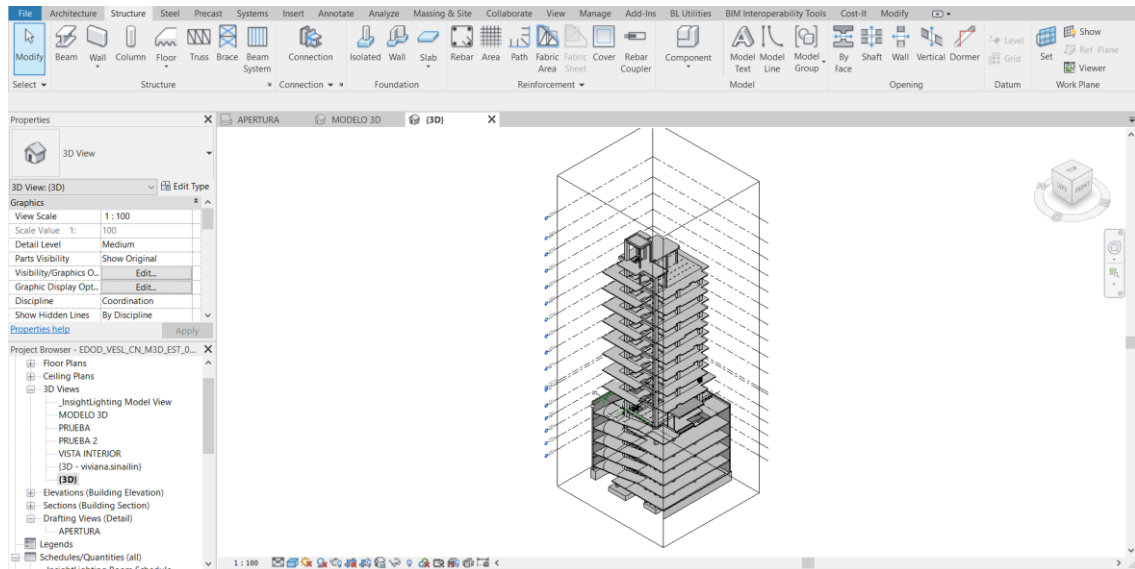 File Architecture Structure Steel Precast Systems Insert Annotate Analyze Massing & Site Collaborate View Manage Add-Ins BL Utilities BIM Interoperability Tools Cost-It Modify
Modify Beam Wall Column Floor Truss Brace Beam System Connection Isolated Wall Slab Rebar Area Path Fabric Area Fabric Sheet Cover Rebar Coupler Component Model Text Model Line Model Group By Face Shaft Wall Vertical Dormer Level Grid Set Show Ref Plane Viewer
Select Structure Connection Foundation Reinforcement Model Opening Datum Work Plane
Properties X APERTURA MODELO 3D {3D} X
3D View
3D View: {3D} Edit Type
Graphics
View Scale 1 : 100
Scale Value 1: 100
Detail Level Medium
Parts Visibility Show Original
Visibility/Graphics O... Edit...
Graphic Display Opt... Edit...
Discipline Coordination
Show Hidden Lines By Discipline
Properties help Apply
Project Browser - EDOD_VESL_CN_M3D_EST_0... X
Floor Plans
Ceiling Plans
3D Views
_InsightLighting Model View
MODELO 3D
PRUEBA
PRUEBA 2
VISTA INTERIOR
{3D - viviana.sinailin}
{3D}
Elevations (Building Elevation)
Sections (Building Section)
Drafting Views (Detail)
APERTURA
Legends
Schedules/Quantities (all)
LEFT FRONT
1 : 100